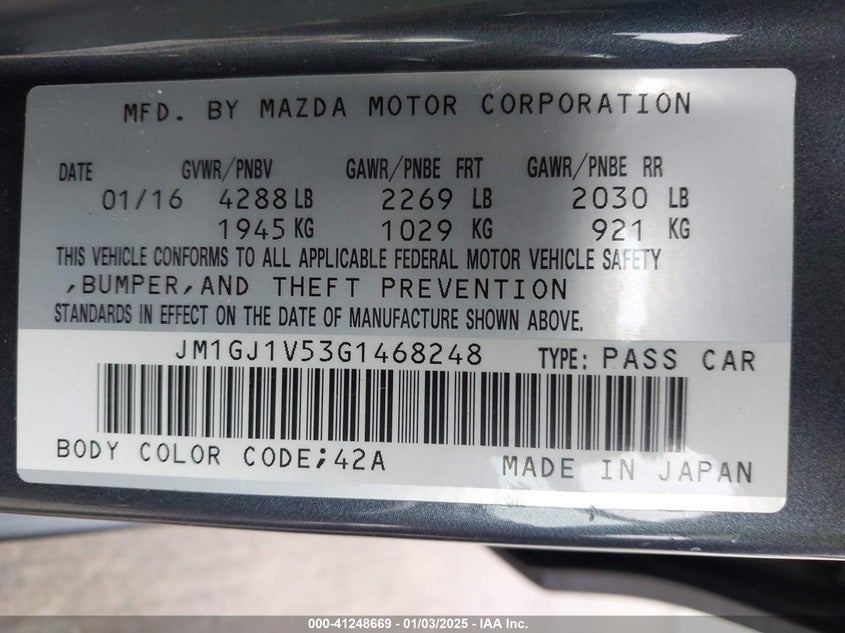 MFD. BY MAZDA MOTOR CORPORATION
DATE GVWR/PNBV GAWR/PNBE FRT GAWR/PNBE RR
01/16 4288 LB 2269 LB 2030 LB
1945 KG 1029 KG 921 KG
THIS VEHICLE CONFORMS TO ALL APPLICABLE FEDERAL MOTOR VEHICLE SAFETY
,BUMPER,AND THEFT PREVENTION
STANDARDS IN EFFECT ON THE DATE OF MANUFACTURE SHOWN ABOVE.
JM1GJ1V53G1468248 TYPE: PASS CAR
BODY COLOR CODE;42A MADE IN JAPAN
000-41248669 - 01/03/2025 - IAA Inc.